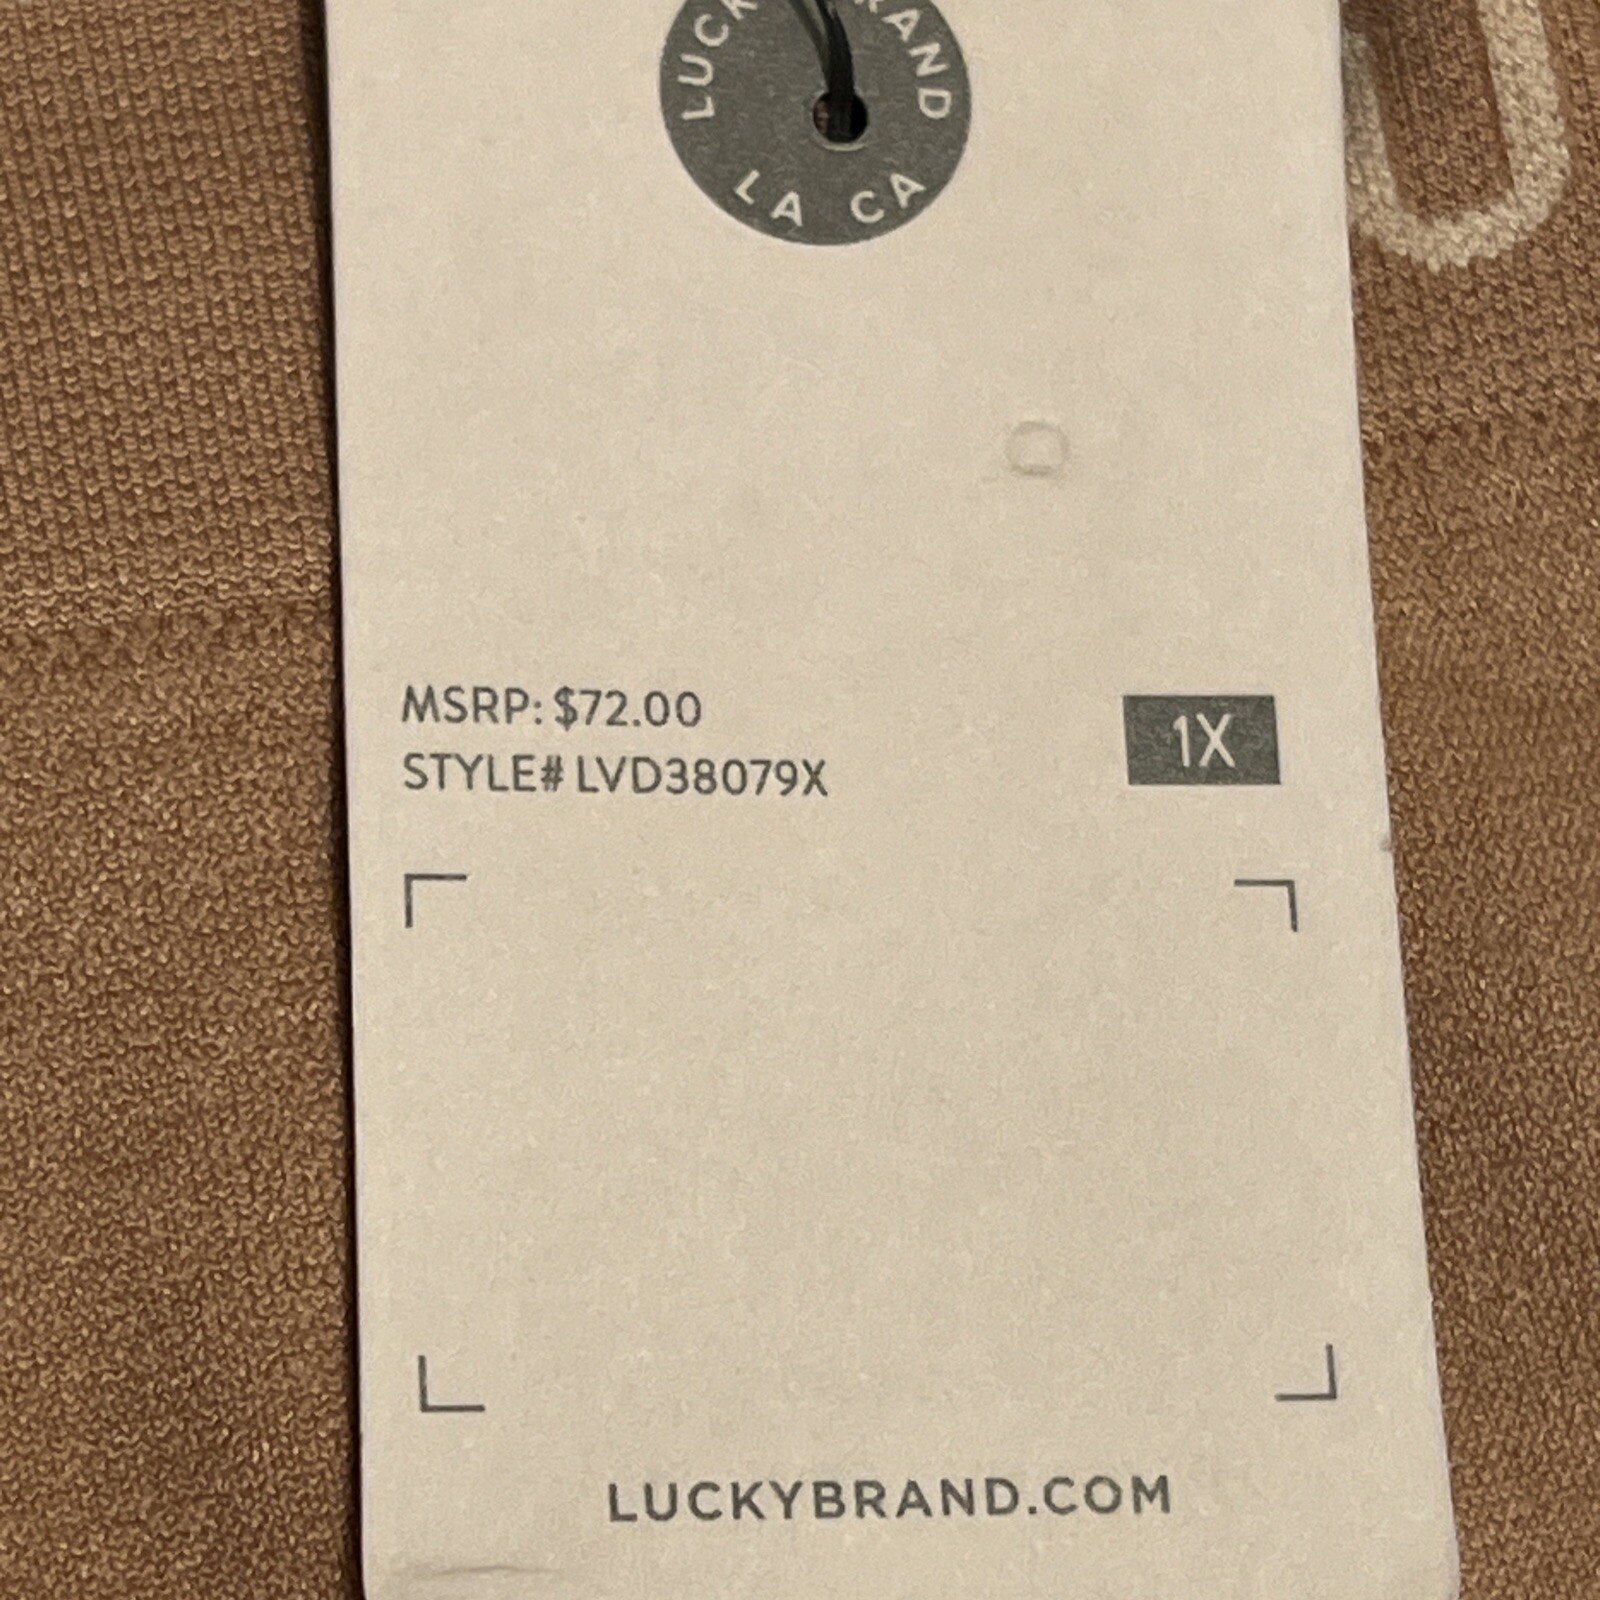 LUCKY BRAND
LA CA
MSRP: $72.00
1X
STYLE# LVD38079X
LUCKYBRAND.COM